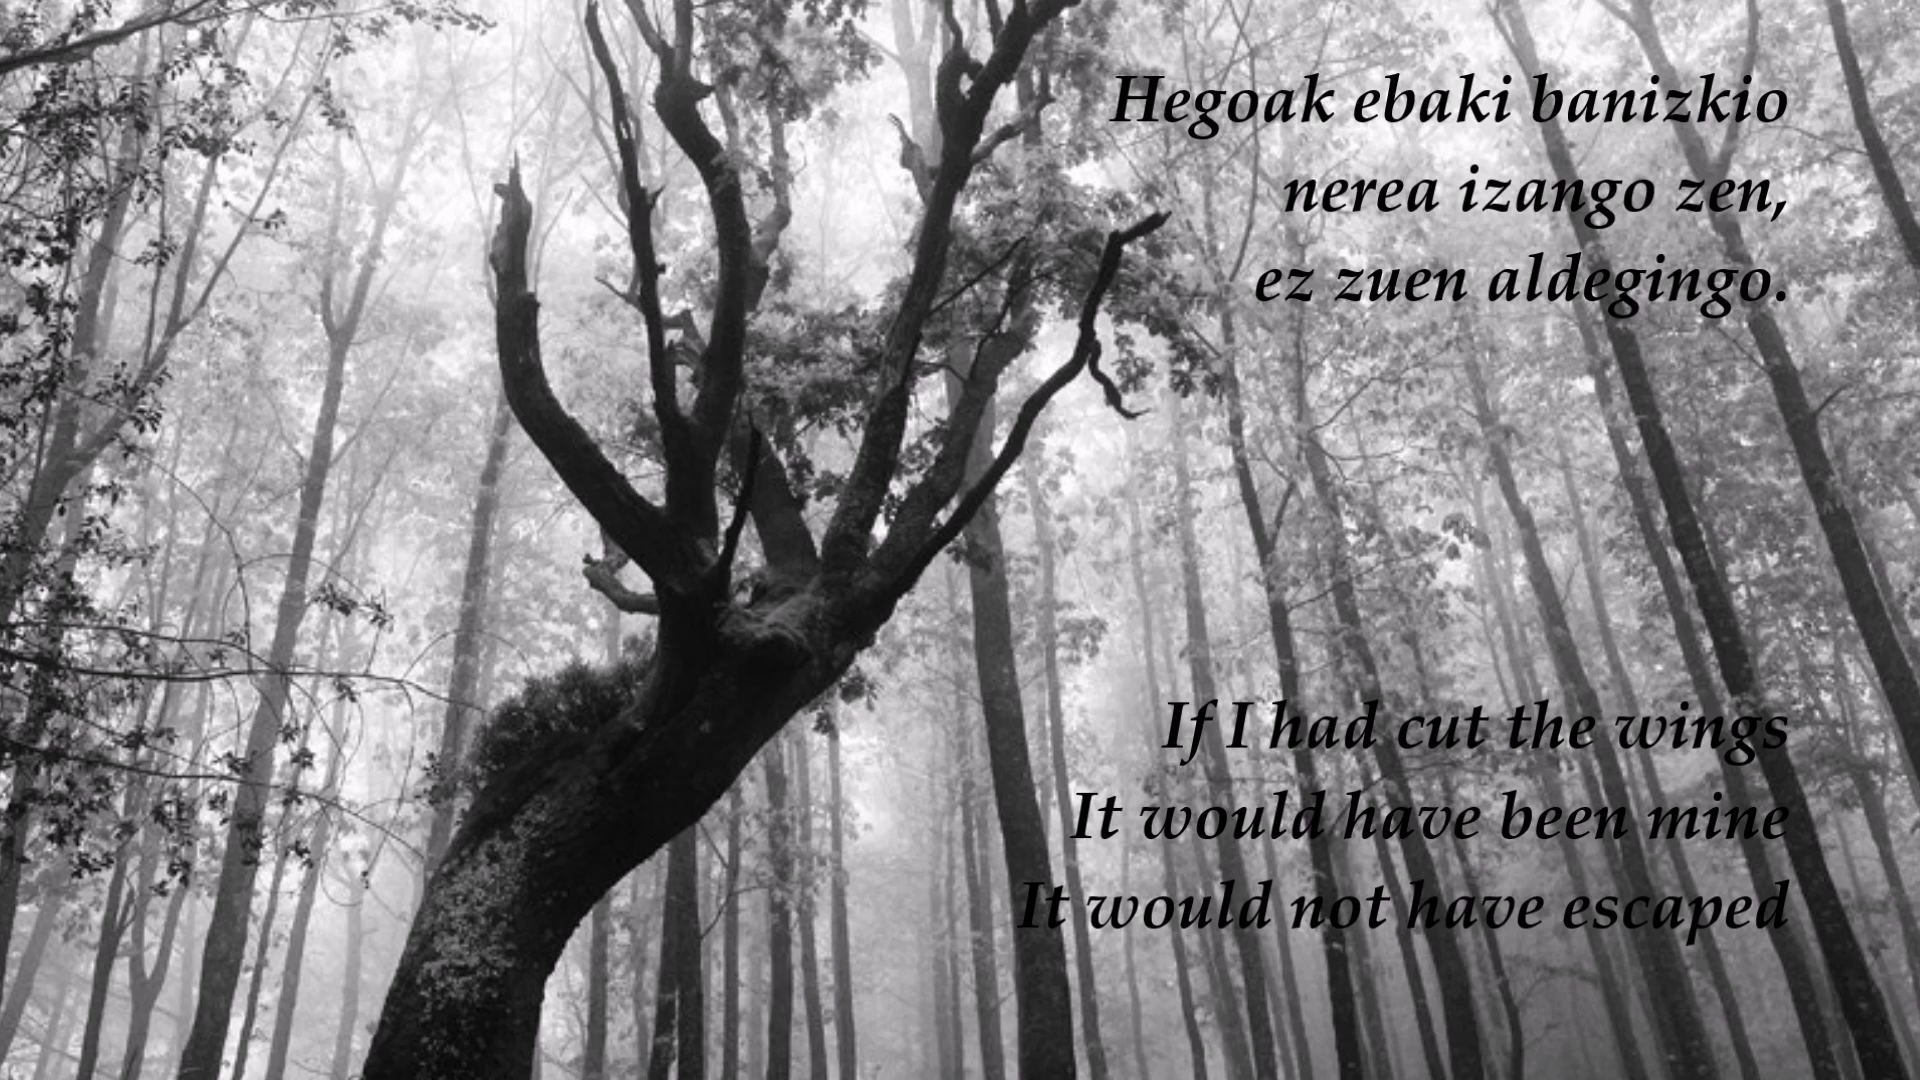 Hegoak ebaki banizkio
nerea izango zen,
ez zuen aldegingo.
If I had cut the wings
It would have been mine
It would not have escaped